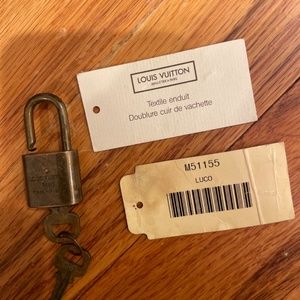 LOUIS VUITTON
Textile enduit
Doublure cuir de vachette
M51155
LUCO